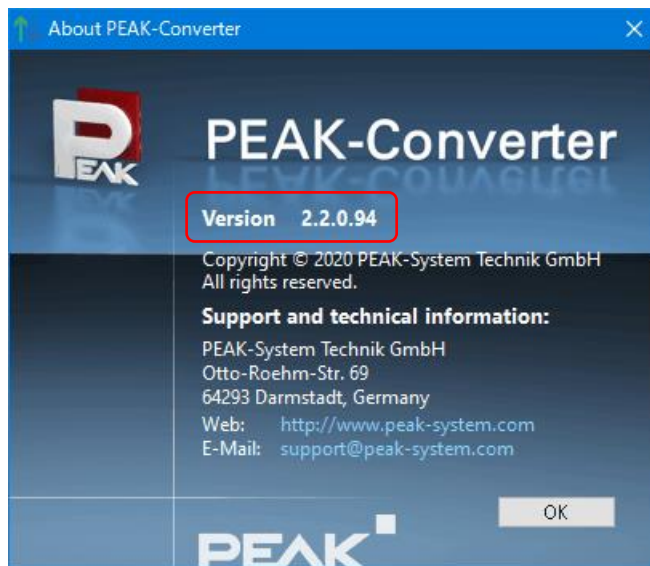 About PEAK-Converter
PEAK
PEAK-Converter
Version 2.2.0.94
Copyright © 2020 PEAK-System Technik GmbH
All rights reserved.
Support and technical information:
PEAK-System Technik GmbH
Otto-Roehm-Str. 69
64293 Darmstadt, Germany
Web: http://www.peak-system.com
E-Mail: support@peak-system.com
OK
PEAK